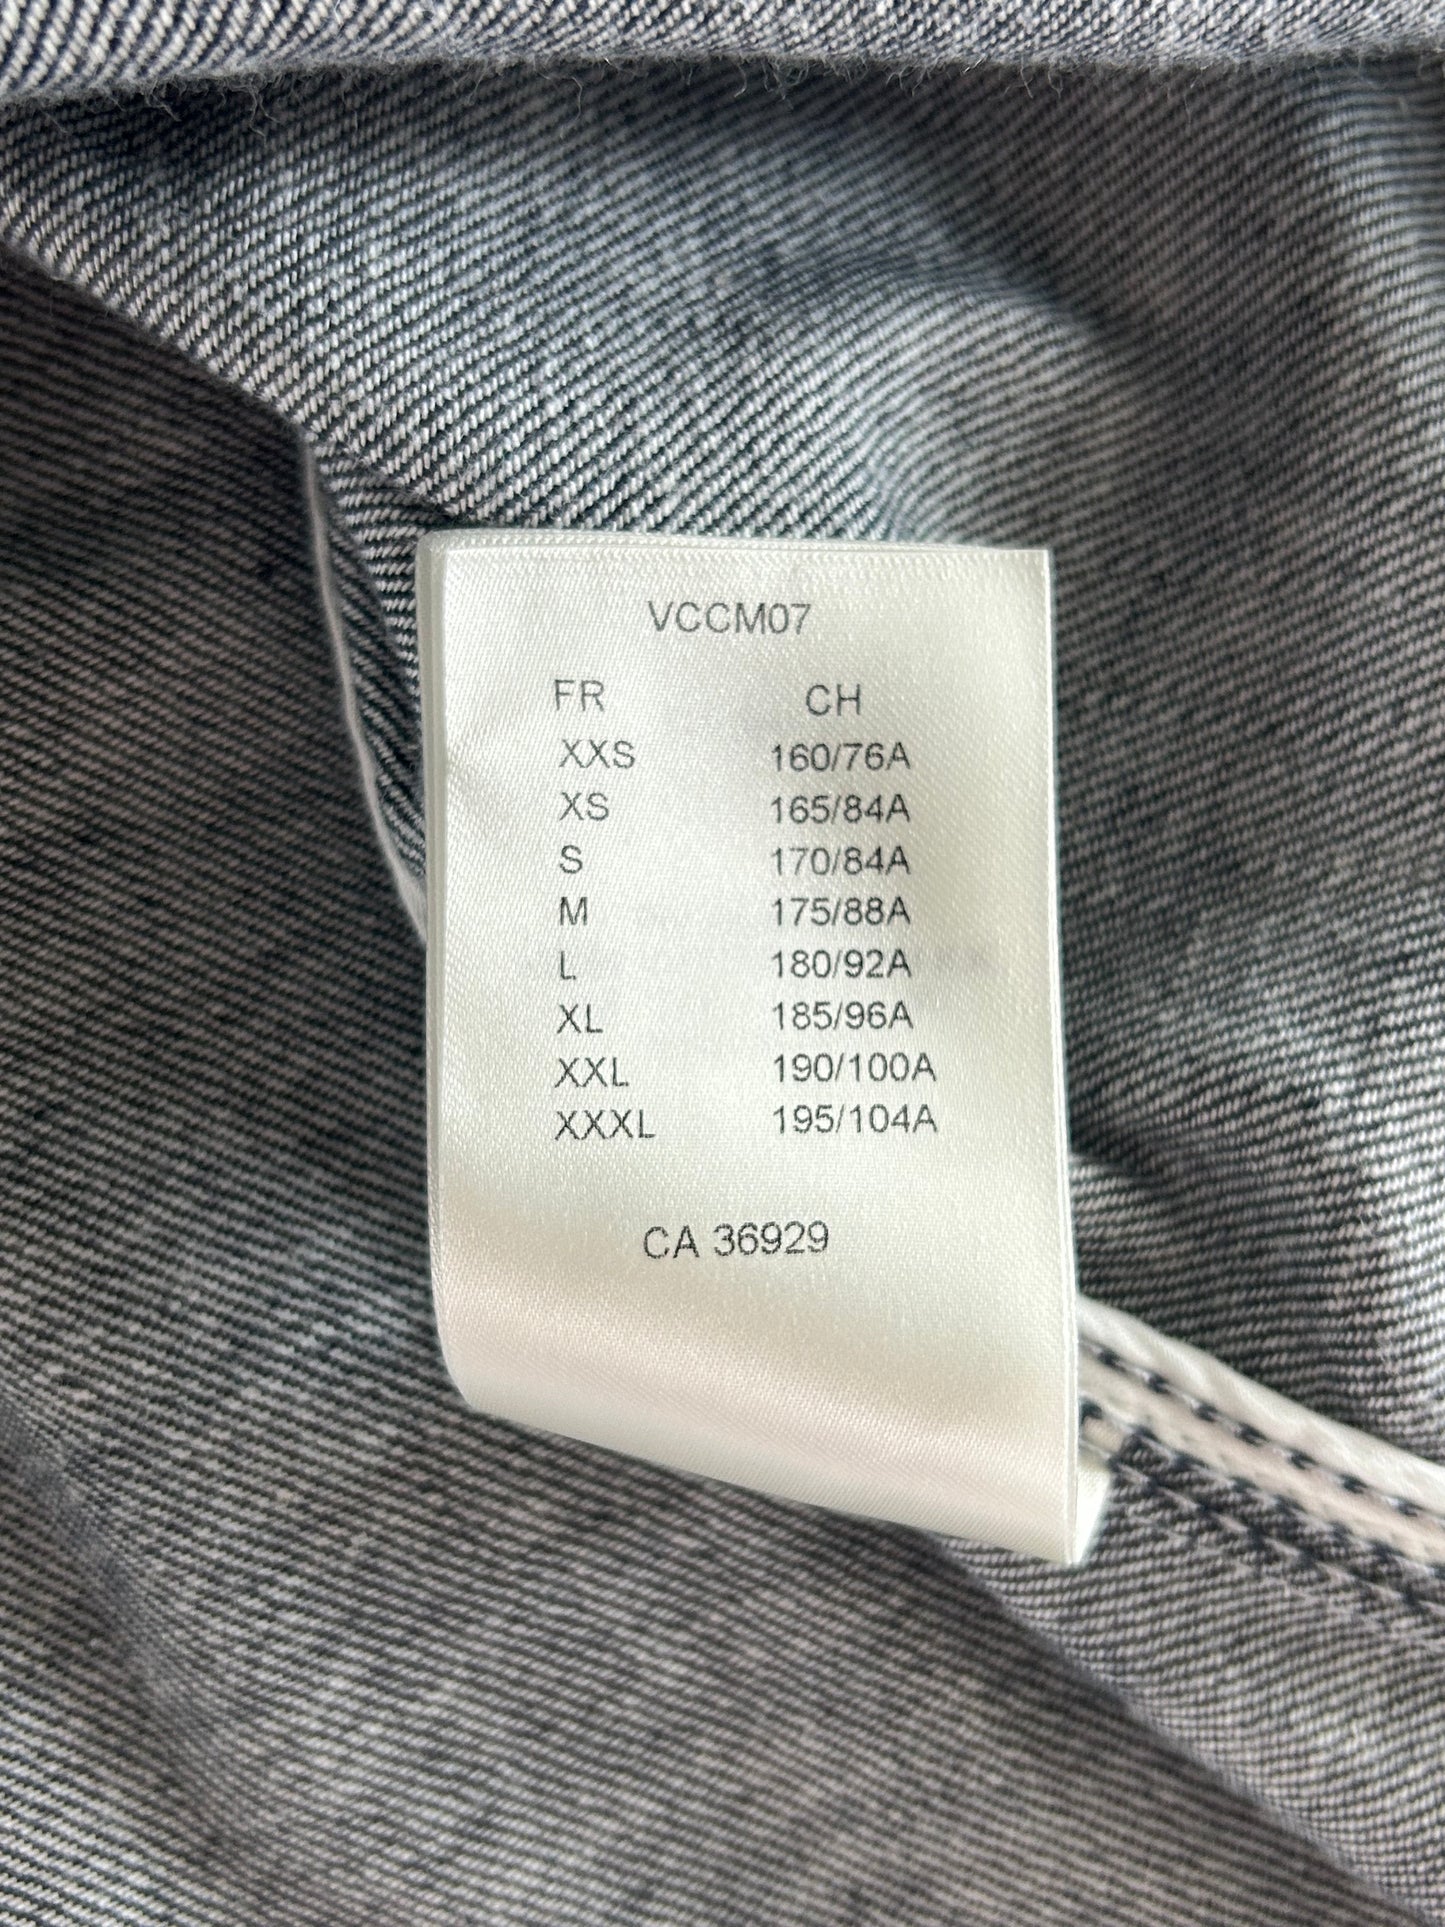 VCCM07
FR CH
XXS 160/76A
XS 165/84A
S 170/84A
M 175/88A
L 180/92A
XL 185/96A
XXL 190/100A
XXXL 195/104A
CA 36929